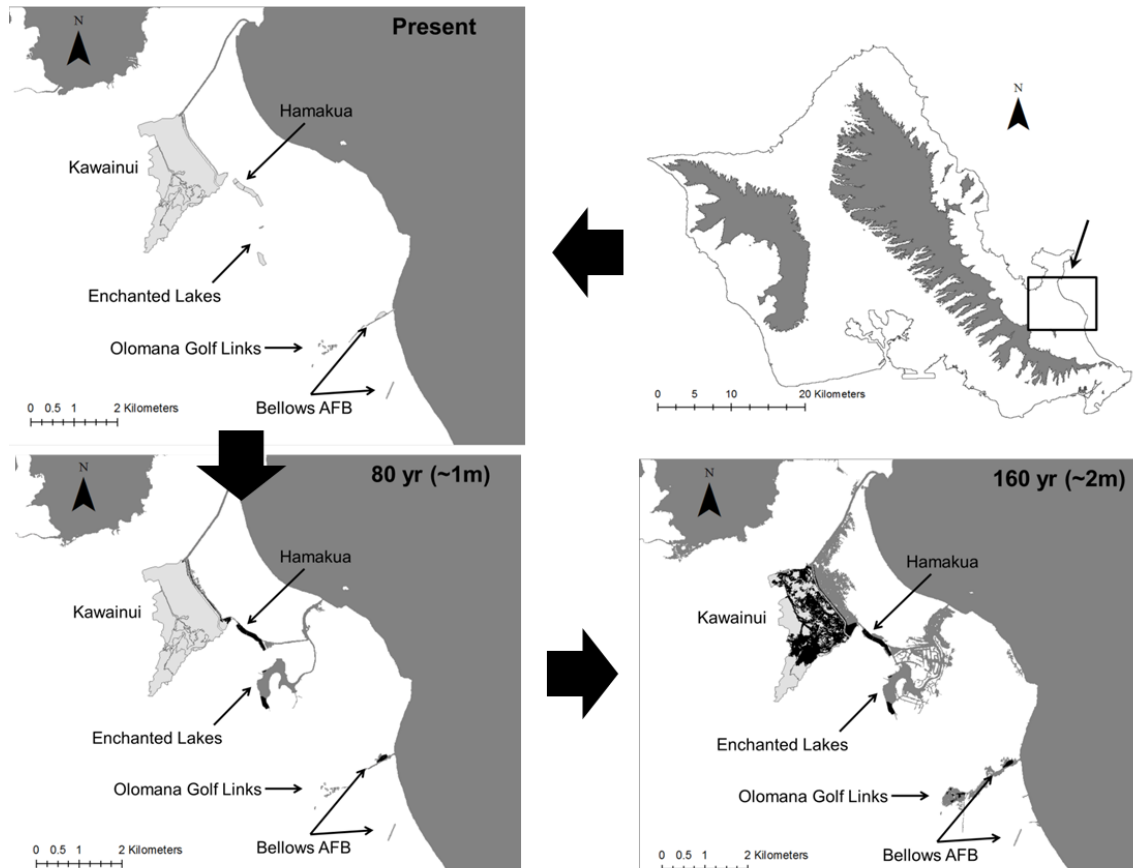 Present
N
Hamakua
Kawainui
Enchanted Lakes
Olomana Golf Links
Bellows AFB
0 0.5 1 2 Kilometers
N
0 5 10 20 Kilometers
80 yr (~1m)
N
Hamakua
Kawainui
Enchanted Lakes
Olomana Golf Links
Bellows AFB
0 0.5 1 2 Kilometers
160 yr (~2m)
N
Hamakua
Kawainui
Enchanted Lakes
Olomana Golf Links
Bellows AFB
0 0.5 1 2 Kilometers